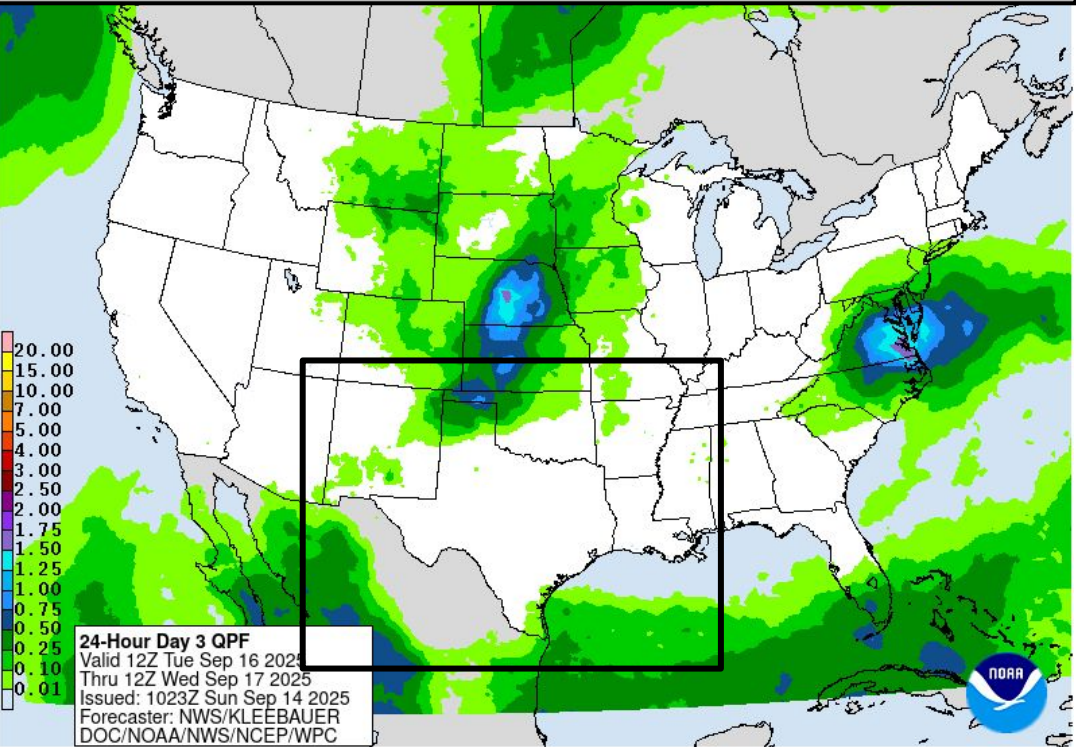 20.00
15.00
10.00
7.00
5.00
4.00
3.00
2.50
2.00
1.75
1.50
1.25
1.00
0.75
0.50
0.25
0.10
0.01
24-Hour Day 3 QPF
Valid 12Z Tue Sep 16 2025
Thru 12Z Wed Sep 17 2025
Issued: 1023Z Sun Sep 14 2025
Forecaster: NWS/KLEEBAUER
DOC/NOAA/NWS/NCEP/WPC
NOAA